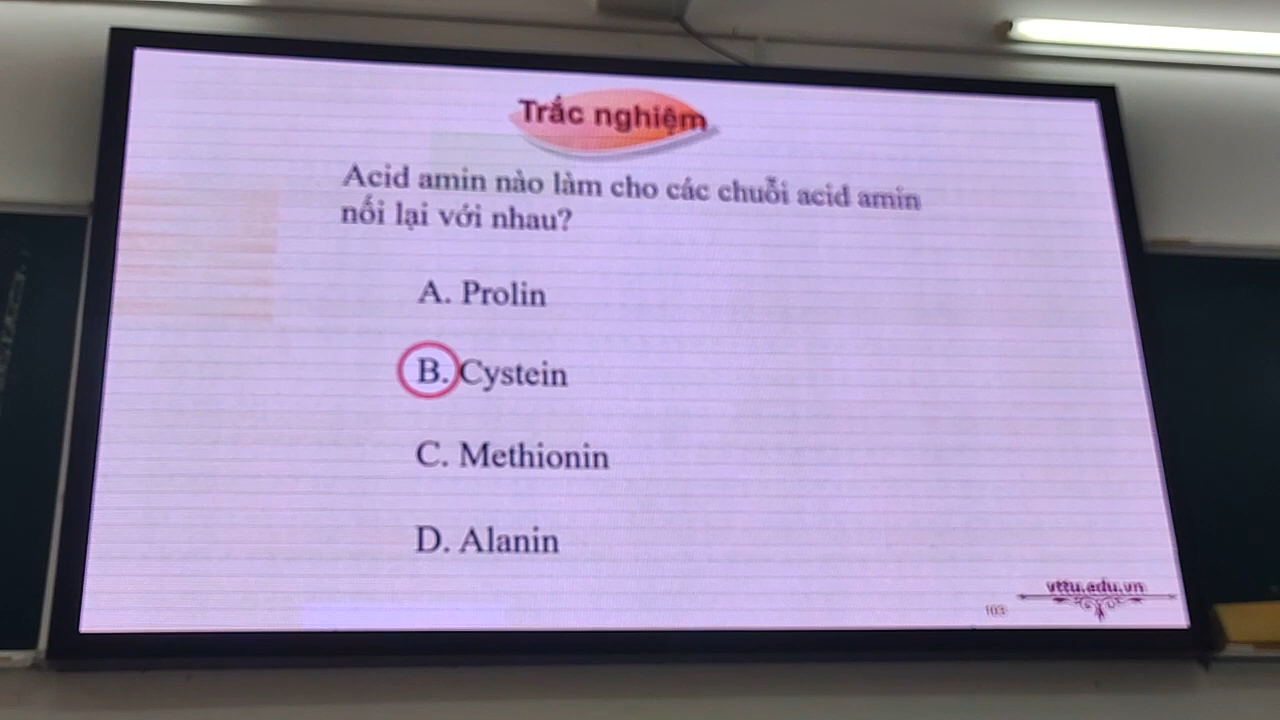 Trắc nghiệm
Acid amin nào làm cho các chuỗi acid amin
nối lại với nhau?
A. Prolin
B. Cystein
C. Methionin
D. Alanin
vttu.edu.vn
103